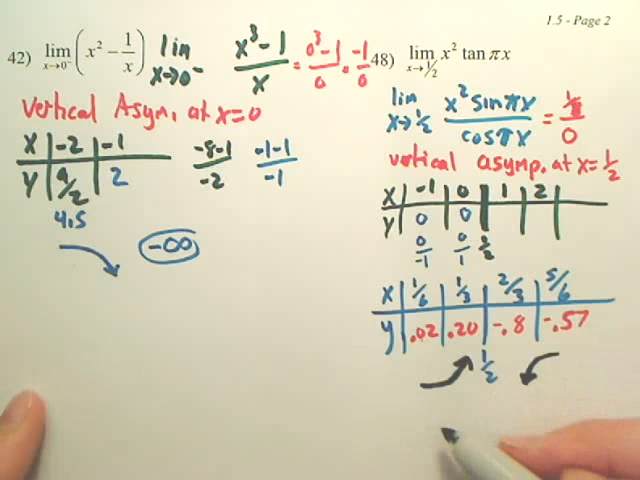 1.5 - Page 2
42) lim x→0⁻ (x² - 1/x) lim x→0⁻ x³-1/x = 0³-1/0 = -1/0
vertical Asym. at x=0
x | -2 | -1
y | 9/2 | 2
4.5
-8-1/-2 -1-1/-1
-∞
48) lim x→1/2 x² tan πx
lim x→1/2 x² sin πx/cos πx = /0
vertical asymp. at x=1/2
x | -1 | 0 | 1 | 2
y | 0 | 0
0/-1 0/1
x | 1/6 | 1/3 | 2/3 | 5/6
y | .02 | .20 | -.8 | -.57
1/2